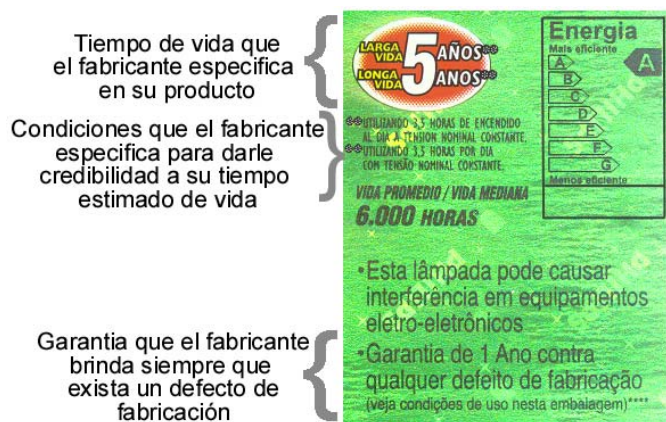 Tiempo de vida que
el fabricante especifica
en su producto
Condiciones que el fabricante
especifica para darle
credibilidad a su tiempo
estimado de vida
Garantia que el fabricante
brinda siempre que
exista un defecto de
fabricación
LARGA VIDA 5 AÑOS**
LONGA VIDA ANOS**
**UTILIZANDO 3,5 HORAS DE ENCENDIDO
AL DIA A TENSION NOMINAL CONSTANTE.
**UTILIZANDO 3,5 HORAS POR DIA
COM TENSÃO NOMINAL CONSTANTE.
VIDA PROMEDIO / VIDA MEDIANA
6.000 HORAS
Energia
Mais eficiente
A
A
B
C
D
E
F
G
Menos eficiente
•Esta lâmpada pode causar
interferência em equipamentos
eletro-eletrônicos
•Garantia de 1 Ano contra
qualquer defeito de fabricação
(veja condições de uso nesta embalagem)****